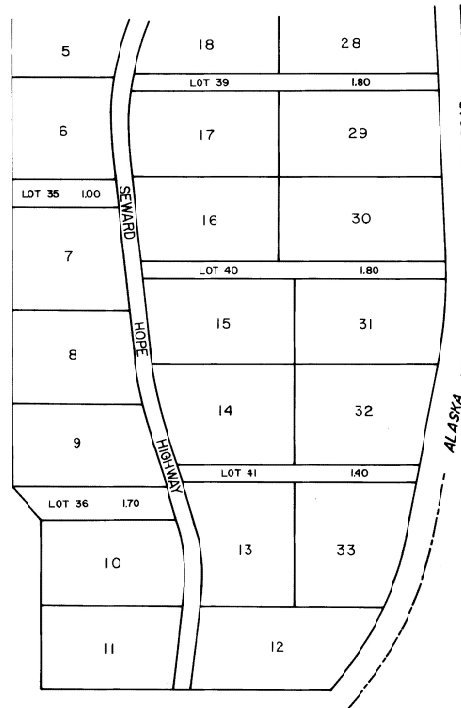 18 28
5
LOT 39 1.80
6 17 29
LOT 35 1.00
SEWARD
16 30
7
LOT 40 1.80
15 31
HOPE
8
14 32
ALASKA
9
HIGHWAY
LOT 41 1.40
LOT 36 1.70
13 33
10
11 12